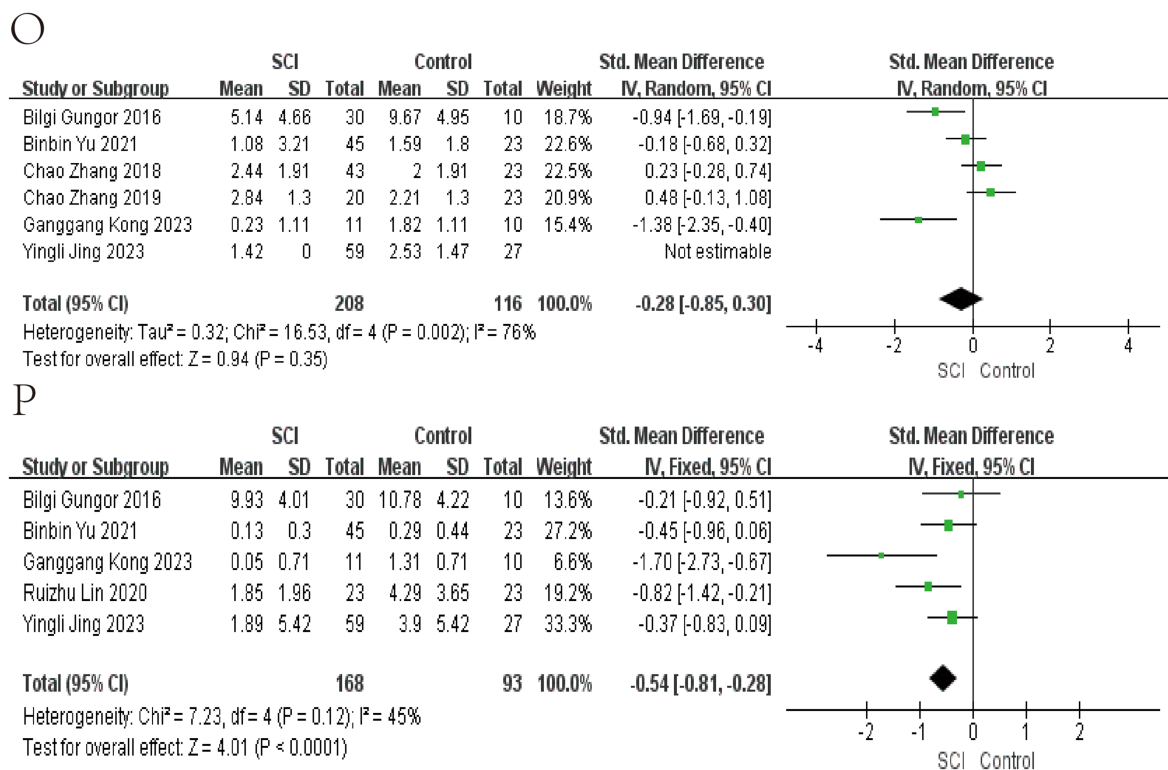 O
SCI Control Std. Mean Difference Std. Mean Difference
Study or Subgroup Mean SD Total Mean SD Total Weight IV, Random, 95% CI IV, Random, 95% CI
Bilgi Gungor 2016 5.14 4.66 30 9.67 4.95 10 18.7% -0.94 [-1.69, -0.19]
Binbin Yu 2021 1.08 3.21 45 1.59 1.8 23 22.6% -0.18 [-0.68, 0.32]
Chao Zhang 2018 2.44 1.91 43 2 1.91 23 22.5% 0.23 [-0.28, 0.74]
Chao Zhang 2019 2.84 1.3 20 2.21 1.3 23 20.9% 0.48 [-0.13, 1.08]
Ganggang Kong 2023 0.23 1.11 11 1.82 1.11 10 15.4% -1.38 [-2.35, -0.40]
Yingli Jing 2023 1.42 0 59 2.53 1.47 27 Not estimable
Total (95% CI) 208 116 100.0% -0.28 [-0.85, 0.30]
Heterogeneity: Tau² = 0.32; Chi² = 16.53, df = 4 (P = 0.002); I² = 76%
Test for overall effect: Z = 0.94 (P = 0.35)
-4 -2 0 2 4
SCI Control
P
SCI Control Std. Mean Difference Std. Mean Difference
Study or Subgroup Mean SD Total Mean SD Total Weight IV, Fixed, 95% CI IV, Fixed, 95% CI
Bilgi Gungor 2016 9.93 4.01 30 10.78 4.22 10 13.6% -0.21 [-0.92, 0.51]
Binbin Yu 2021 0.13 0.3 45 0.29 0.44 23 27.2% -0.45 [-0.96, 0.06]
Ganggang Kong 2023 0.05 0.71 11 1.31 0.71 10 6.6% -1.70 [-2.73, -0.67]
Ruizhu Lin 2020 1.85 1.96 23 4.29 3.65 23 19.2% -0.82 [-1.42, -0.21]
Yingli Jing 2023 1.89 5.42 59 3.9 5.42 27 33.3% -0.37 [-0.83, 0.09]
Total (95% CI) 168 93 100.0% -0.54 [-0.81, -0.28]
Heterogeneity: Chi² = 7.23, df = 4 (P = 0.12); I² = 45%
Test for overall effect: Z = 4.01 (P < 0.0001)
-2 -1 0 1 2
SCI Control